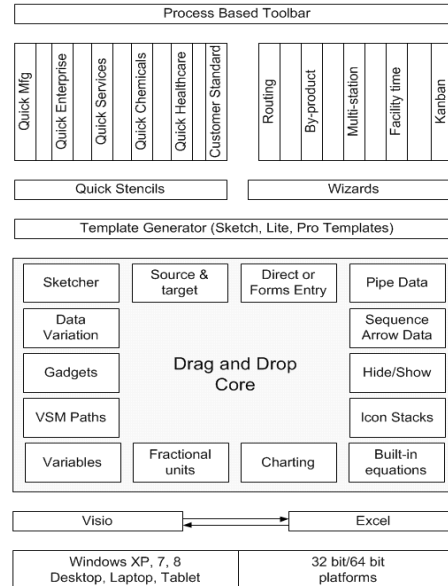 Process Based Toolbar
Quick Mfg
Quick Enterprise
Quick Services
Quick Chemicals
Quick Healthcare
Customer Standard
Routing
By-product
Multi-station
Facility time
Kanban
Quick Stencils
Wizards
Template Generator (Sketch, Lite, Pro Templates)
Sketcher
Source &
target
Direct or
Forms Entry
Pipe Data
Data
Variation
Sequence
Arrow Data
Drag and Drop
Core
Gadgets
Hide/Show
VSM Paths
Icon Stacks
Variables
Fractional
units
Charting
Built-in
equations
Visio
Excel
Windows XP, 7, 8
Desktop, Laptop, Tablet
32 bit/64 bit
platforms